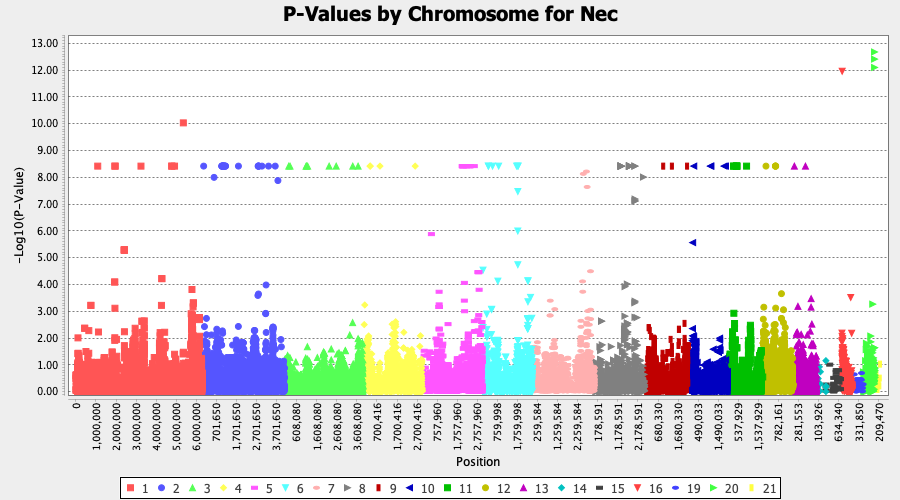 P-Values by Chromosome for Nec
-Log10(P-Value)
13.00
12.00
11.00
10.00
9.00
8.00
7.00
6.00
5.00
4.00
3.00
2.00
1.00
0.00
0 1,000,000 2,000,000 3,000,000 4,000,000 5,000,000 6,000,000 701,650 1,701,650 2,701,650 3,701,650 608,080 1,608,080 2,608,080 3,608,080 700,416 1,700,416 2,700,416 757,960 1,757,960 2,757,960 759,998 1,759,998 259,584 1,259,584 2,259,584 178,591 1,178,591 2,178,591 680,330 1,680,330 490,033 1,490,033 537,929 1,537,929 782,161 281,553 103,926 634,340 331,850 209,470
Position
1 2 3 4 5 6 7 8 9 10 11 12 13 14 15 16 19 20 21